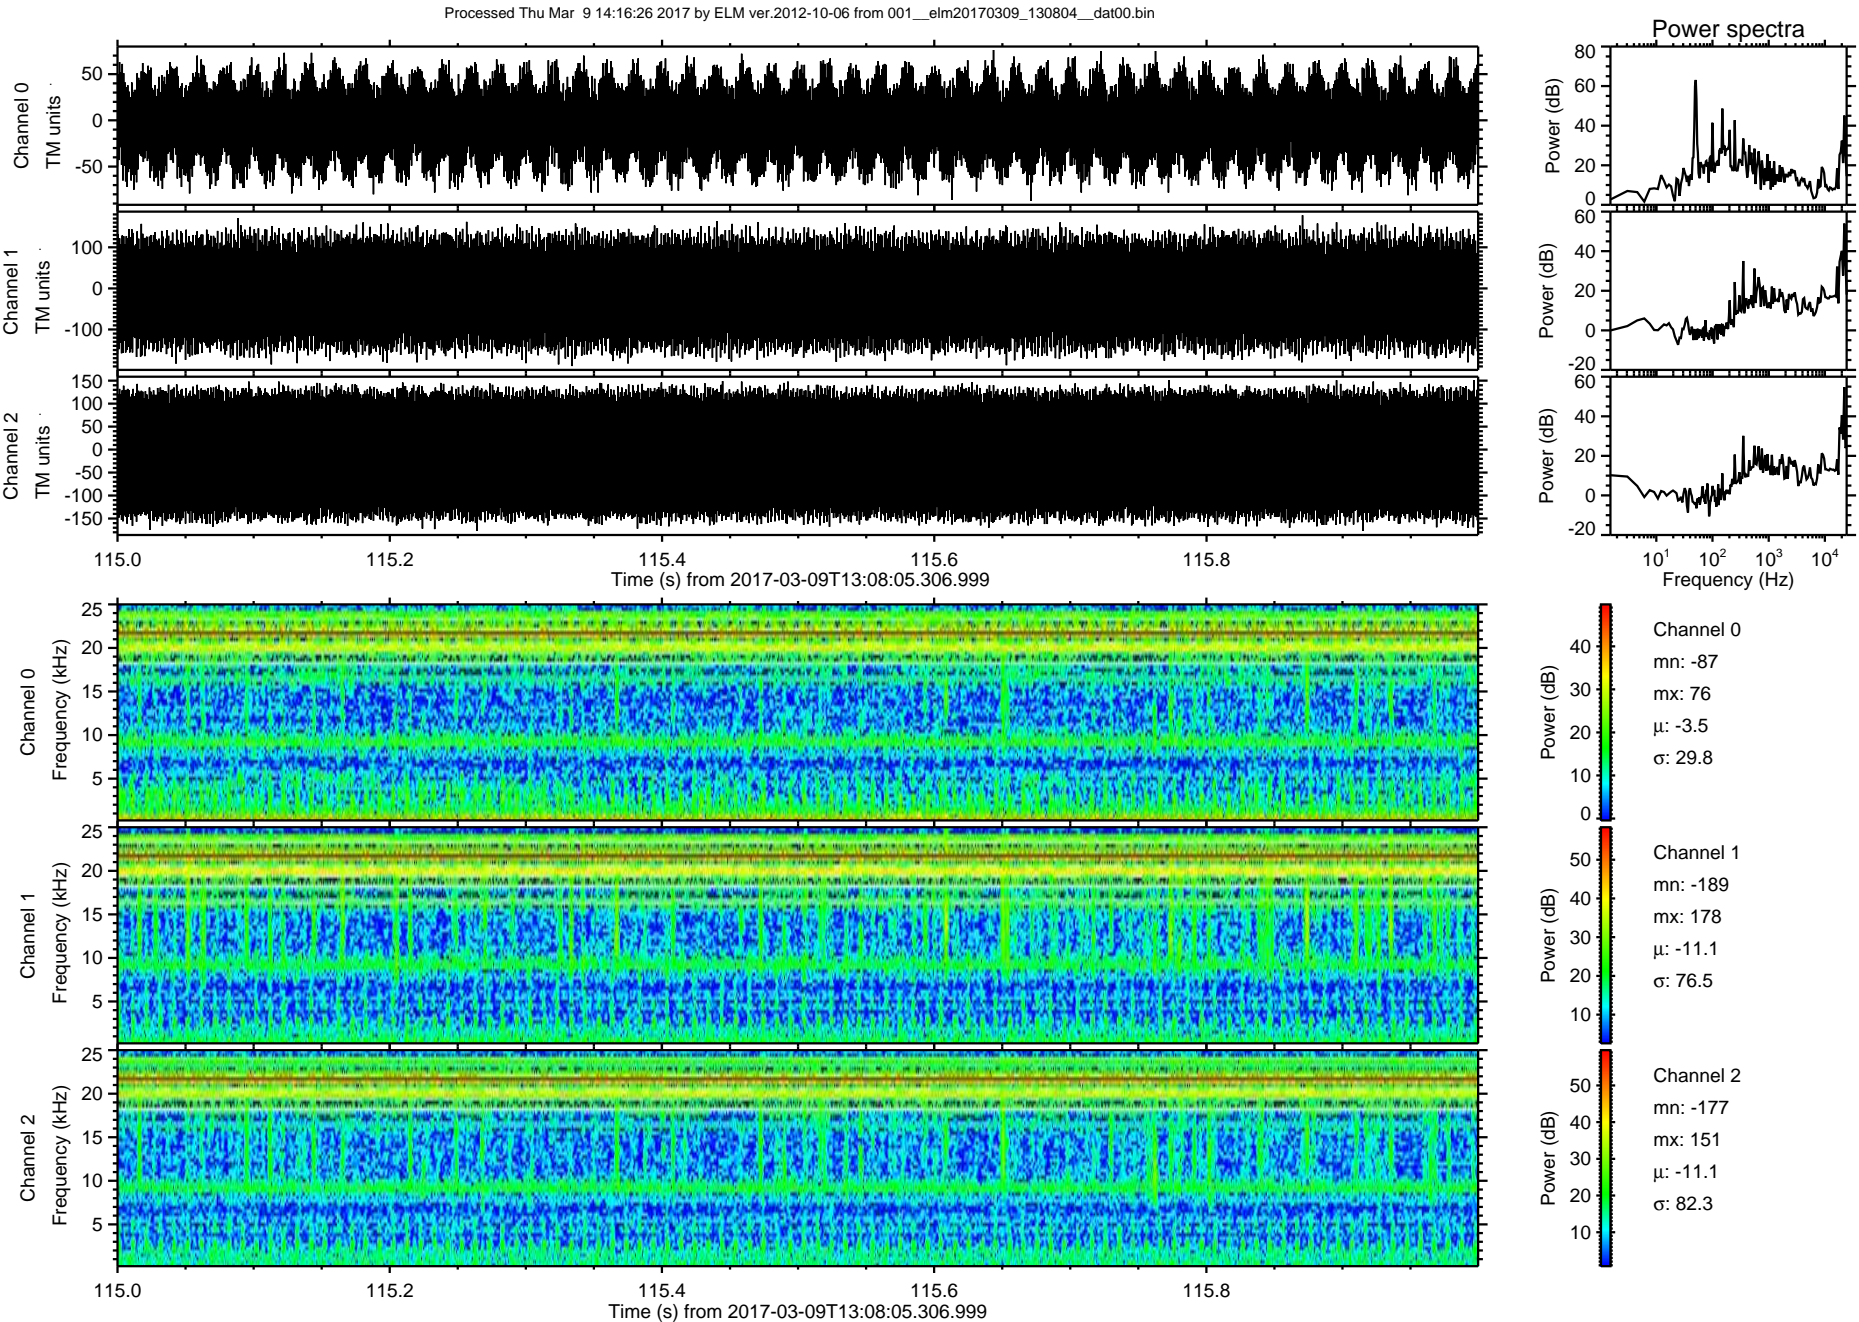 Processed Thu Mar  9 14:16:26 2017 by ELM ver.2012-10-06 from 001__elm20170309_130804__dat00.bin
Power spectra
Channel 0
TM units
50
0
-50
Power (dB)
80
60
40
20
0
Channel 1
TM units
100
0
-100
Power (dB)
60
40
20
0
-20
Channel 2
TM units
150
100
50
0
-50
-100
-150
Power (dB)
60
40
20
0
-20
115.0 115.2 115.4 115.6 115.8
Time (s) from 2017-03-09T13:08:05.306.999
10¹ 10² 10³ 10⁴
Frequency (Hz)
Channel 0
Frequency (kHz)
25
20
15
10
5
Power (dB)
40
30
20
10
0
Channel 0
mn: -87
mx: 76
μ: -3.5
σ: 29.8
Channel 1
Frequency (kHz)
25
20
15
10
5
Power (dB)
50
40
30
20
10
Channel 1
mn: -189
mx: 178
μ: -11.1
σ: 76.5
Channel 2
Frequency (kHz)
25
20
15
10
5
Power (dB)
50
40
30
20
10
Channel 2
mn: -177
mx: 151
μ: -11.1
σ: 82.3
115.0 115.2 115.4 115.6 115.8
Time (s) from 2017-03-09T13:08:05.306.999